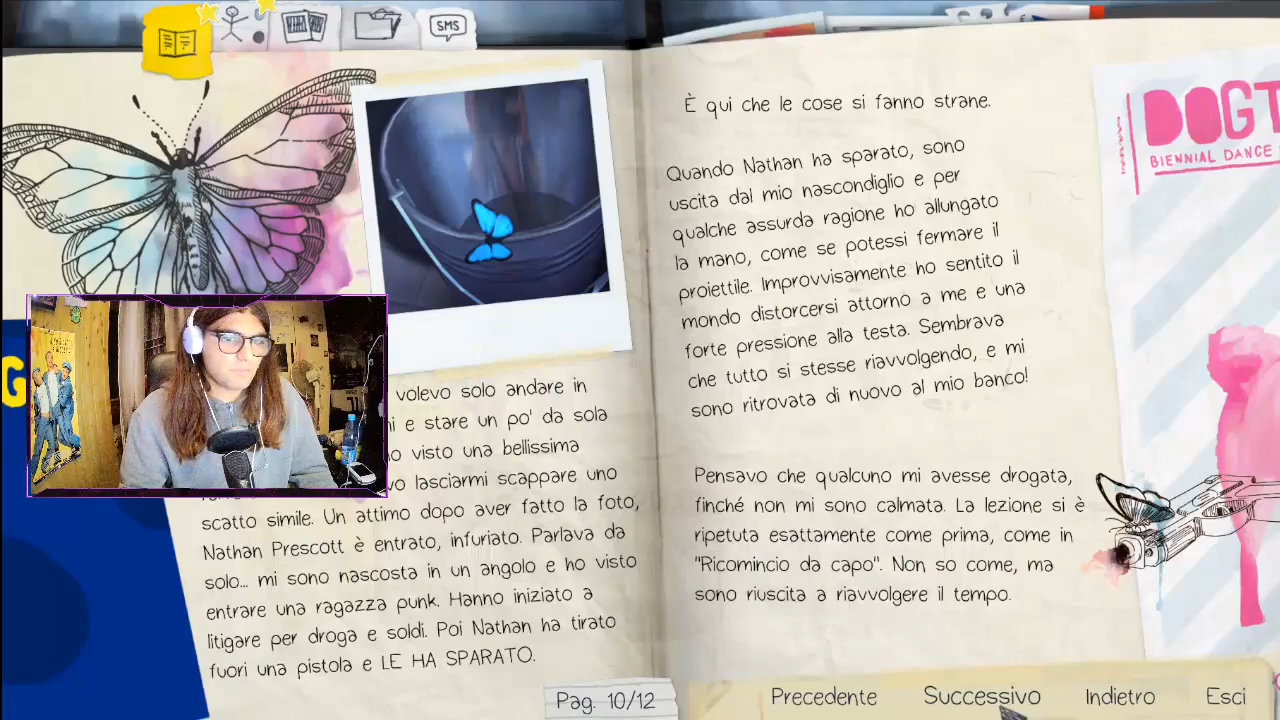 SMS
volevo solo andare in
e stare un po' da sola
visto una bellissima
lasciarmi scappare uno
scatto simile. Un attimo dopo aver fatto la foto,
Nathan Prescott è entrato, infuriato. Parlava da
solo... mi sono nascosta in un angolo e ho visto
entrare una ragazza punk. Hanno iniziato a
litigare per droga e soldi. Poi Nathan ha tirato
fuori una pistola e LE HA SPARATO.
Pag. 10/12
È qui che le cose si fanno strane.
Quando Nathan ha sparato, sono
uscita dal mio nascondiglio e per
qualche assurda ragione ho allungato
la mano, come se potessi fermare il
proiettile. Improvvisamente ho sentito il
mondo distorcersi attorno a me e una
forte pressione alla testa. Sembrava
che tutto si stesse riavvolgendo, e mi
sono ritrovata di nuovo al mio banco!
Pensavo che qualcuno mi avesse drogata,
finché non mi sono calmata. La lezione si è
ripetuta esattamente come prima, come in
"Ricomincio da capo". Non so come, ma
sono riuscita a riavvolgere il tempo.
DOGT
BIENNIAL DANCE
G
Precedente Successivo Indietro Esci